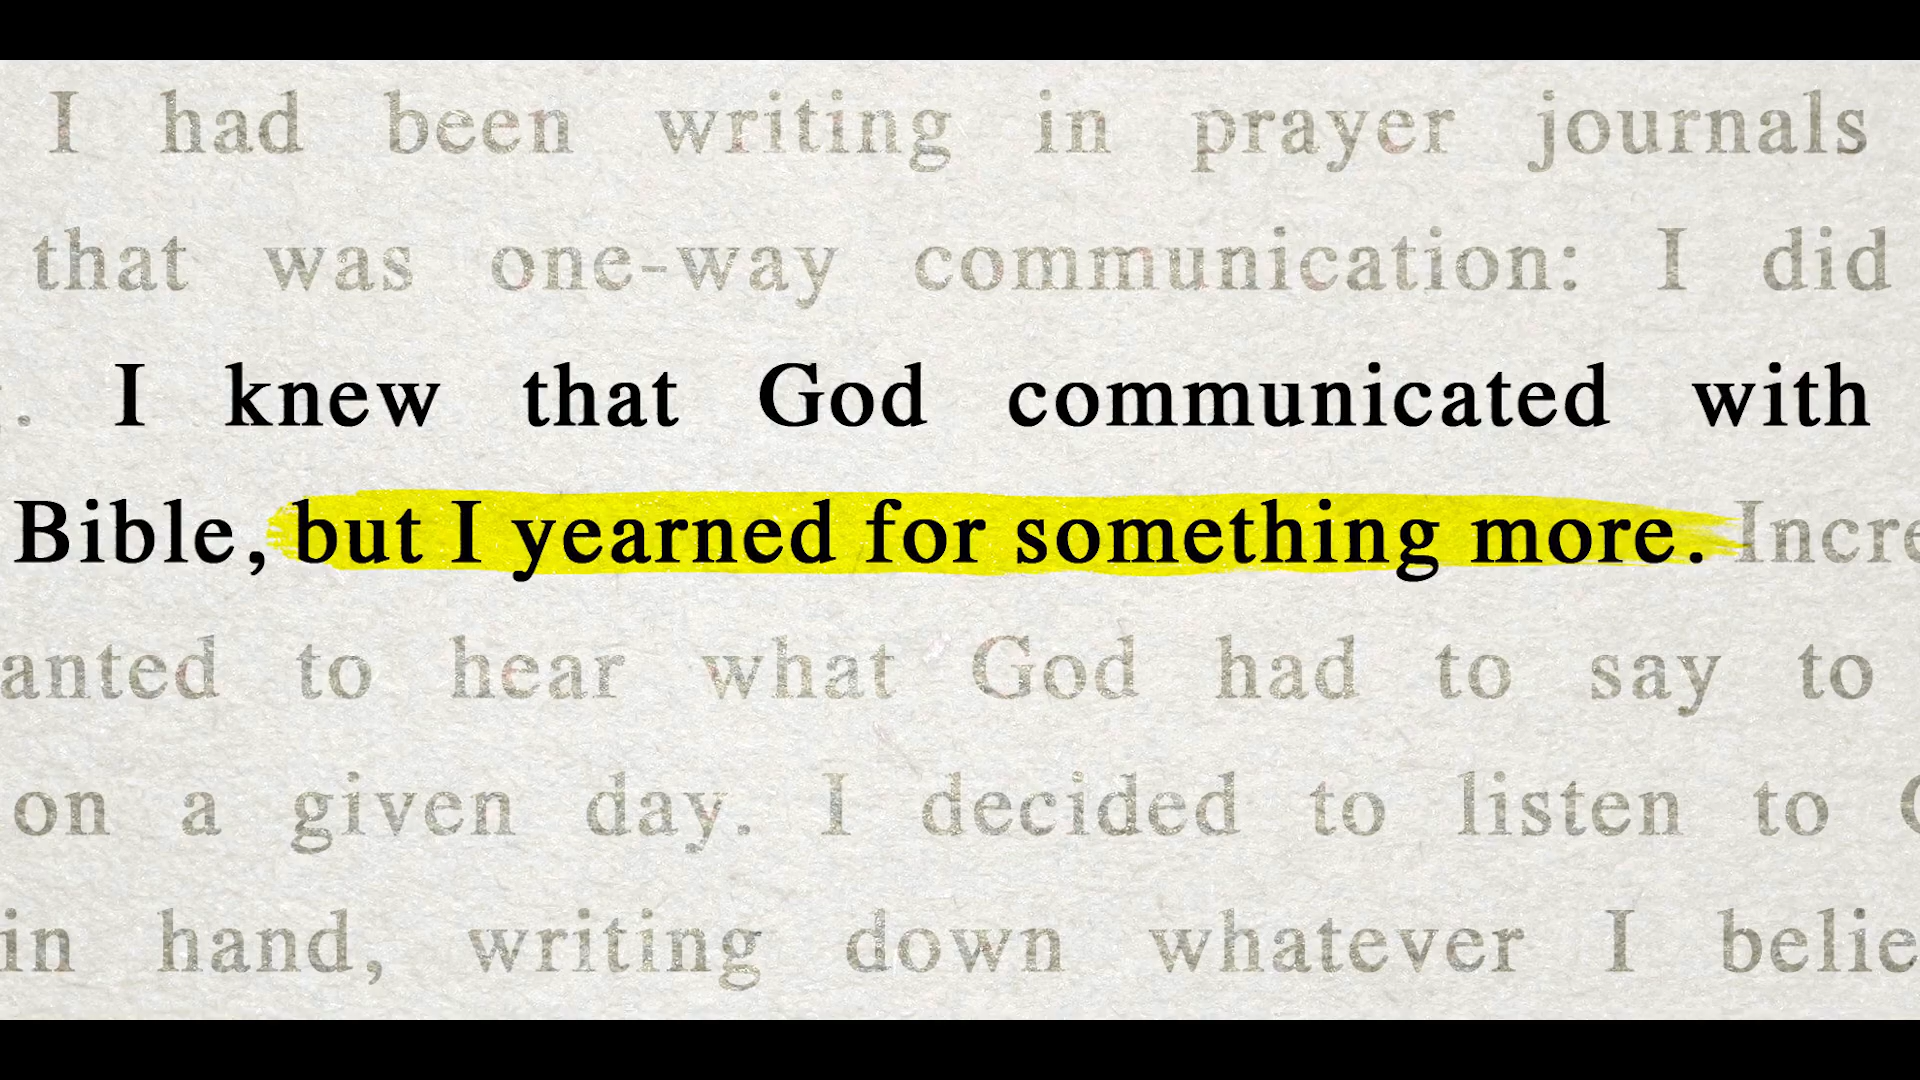 I had been writing in prayer journals
that was one-way communication: I did
. I knew that God communicated with
Bible, but I yearned for something more. Incre
anted to hear what God had to say to
on a given day. I decided to listen to
in hand, writing down whatever I belie